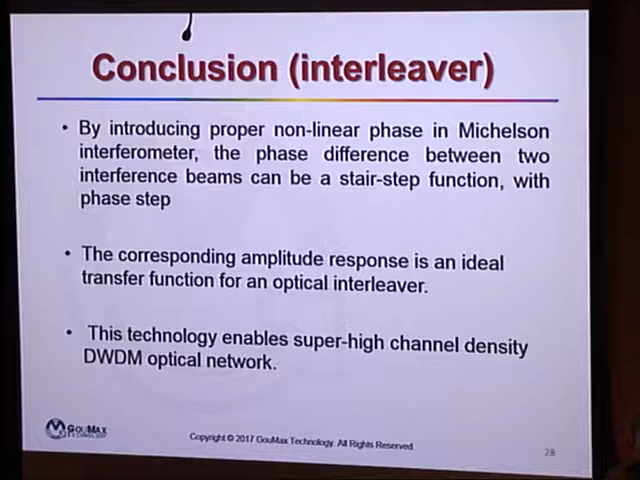 Conclusion (interleaver)
• By introducing proper non-linear phase in Michelson
interferometer, the phase difference between two
interference beams can be a stair-step function, with
phase step
• The corresponding amplitude response is an ideal
transfer function for an optical interleaver.
• This technology enables super-high channel density
DWDM optical network.
GOUMAX
TECHNOLOGY
Copyright © 2017 GouMax Technology. All Rights Reserved.
28